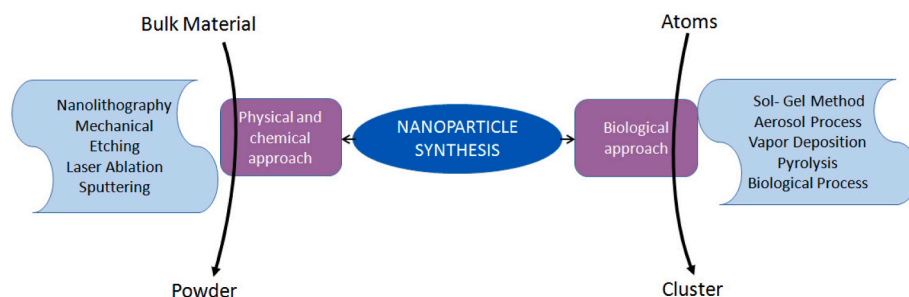 Bulk Material
Atoms
Nanolithography
Mechanical
Etching
Laser Ablation
Sputtering
Physical and
chemical
approach
NANOPARTICLE
SYNTHESIS
Biological
approach
Sol- Gel Method
Aerosol Process
Vapor Deposition
Pyrolysis
Biological Process
Powder
Cluster